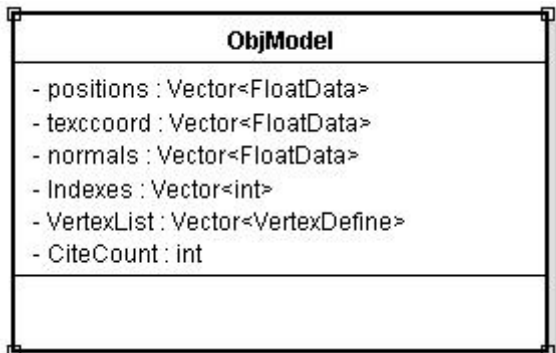 ObjModel
- positions : Vector<FloatData>
- texccoord : Vector<FloatData>
- normals : Vector<FloatData>
- Indexes : Vector<int>
- VertexList : Vector<VertexDefine>
- CiteCount : int